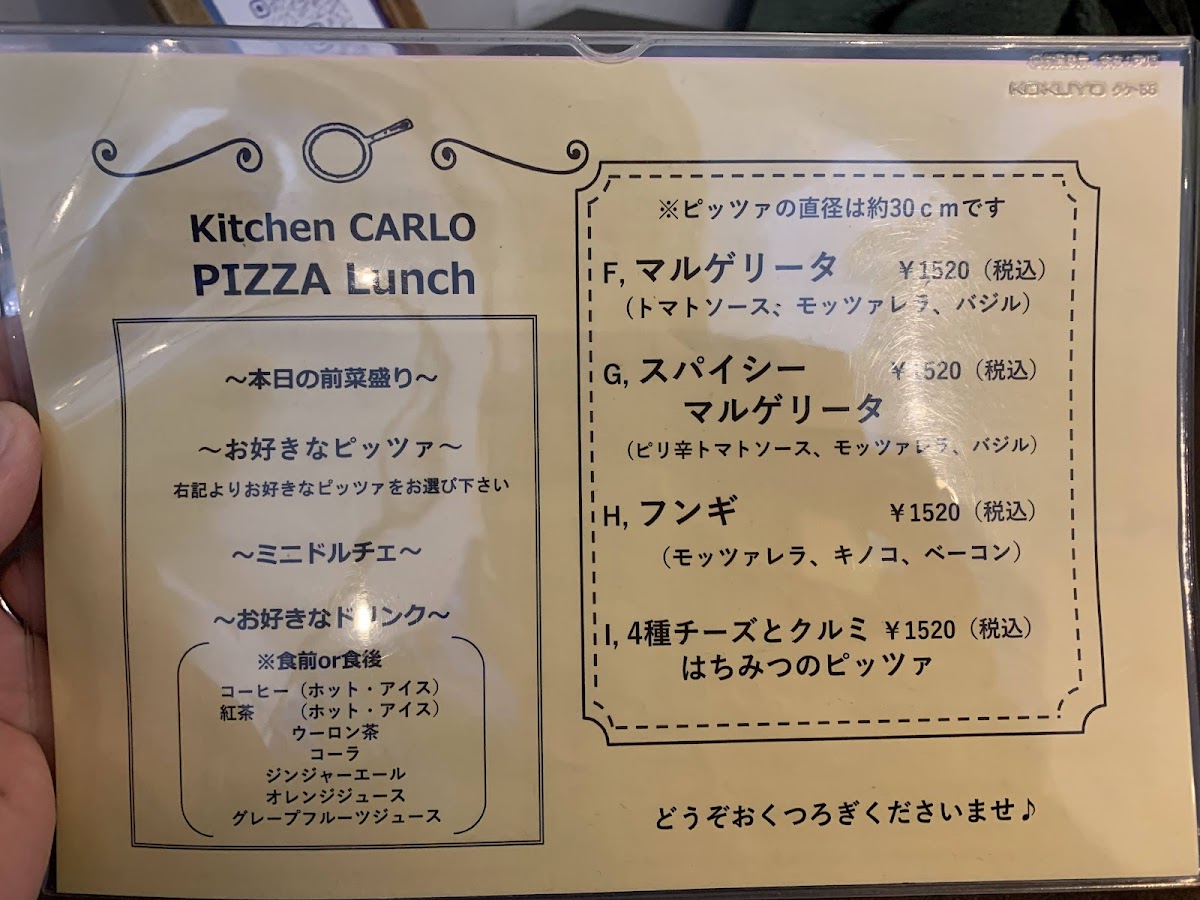 KOKUYO
Kitchen CARLO
PIZZA Lunch
～本日の前菜盛り～
～お好きなピッツァ～
右記よりお好きなピッツァをお選び下さい
～ミニドルチェ～
～お好きなドリンク～
※食前or食後
コーヒー（ホット・アイス）
紅茶　　（ホット・アイス）
ウーロン茶
コーラ
ジンジャーエール
オレンジジュース
グレープフルーツジュース
※ピッツァの直径は約30ｃｍです
F, マルゲリータ ￥1520（税込）
（トマトソース、モッツァレラ、バジル）
G, スパイシー ￥1520（税込）
マルゲリータ
（ピリ辛トマトソース、モッツァレラ、バジル）
H, フンギ ￥1520（税込）
（モッツァレラ、キノコ、ベーコン）
I, 4種チーズとクルミ ￥1520（税込）
はちみつのピッツァ
どうぞおくつろぎくださいませ♪